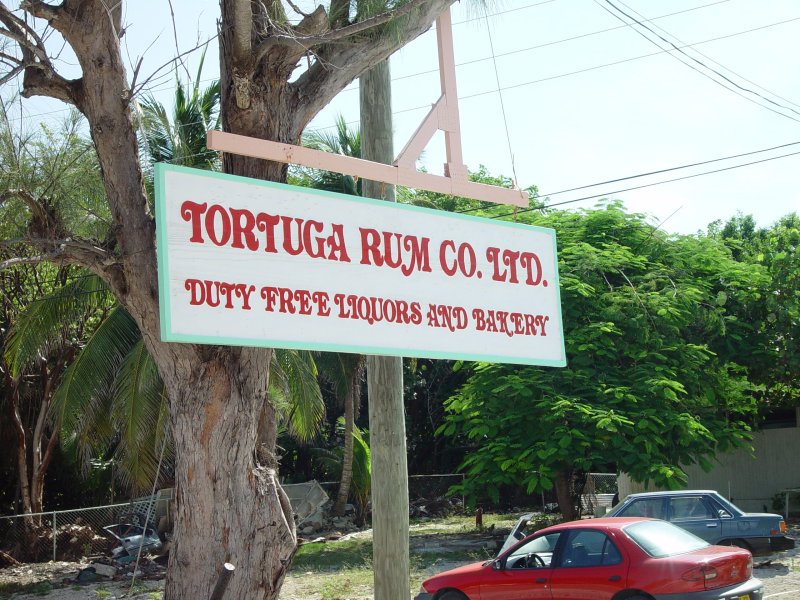 TORTUGA RUM CO. LTD.
DUTY FREE LIQUORS AND BAKERY